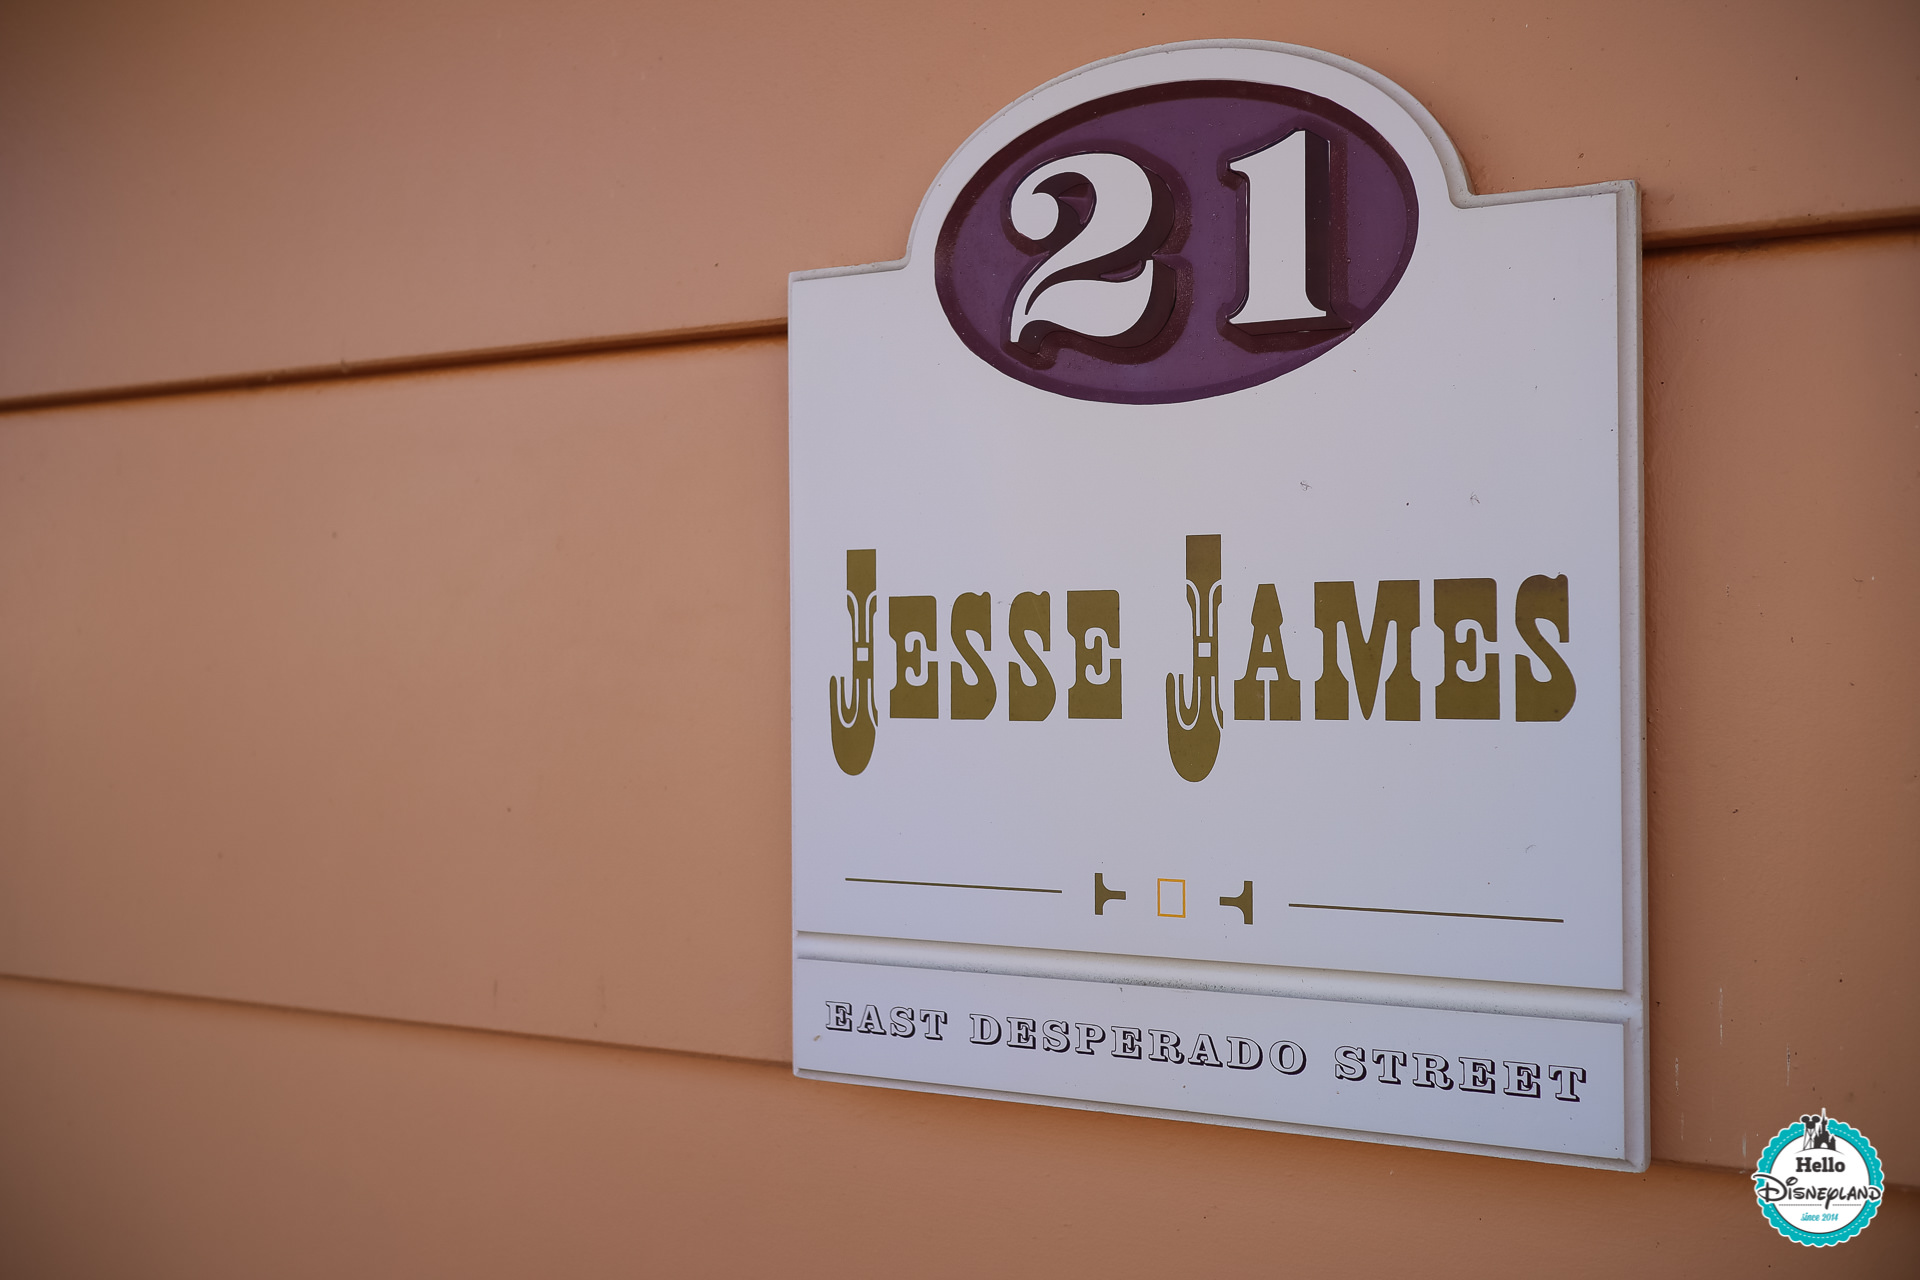 21
JESSE JAMES
EAST DESPERADO STREET
Hello
DISNEYLAND
since 2014